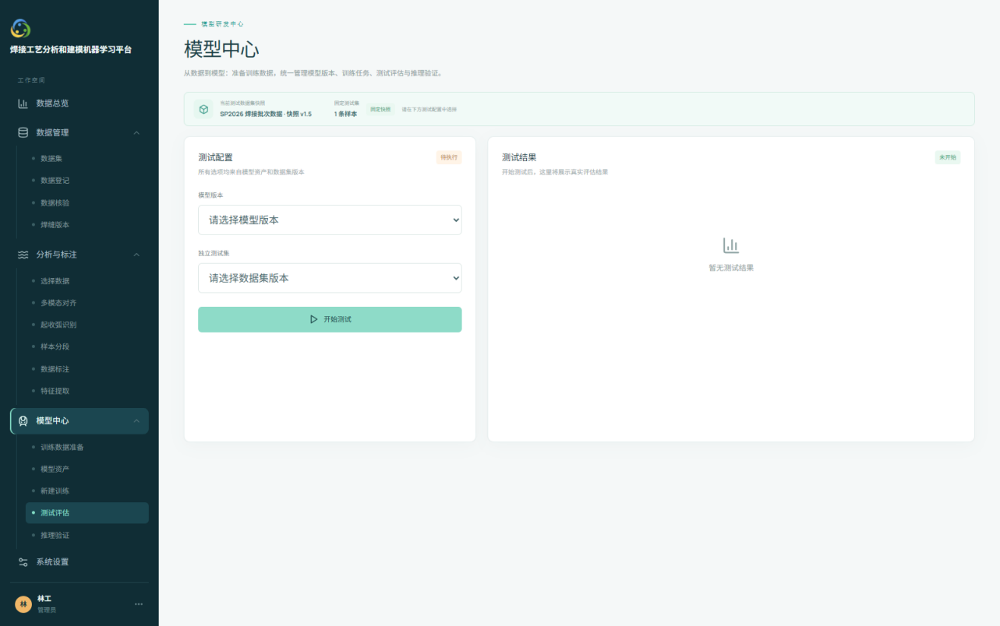 焊接工艺分析和建模机器学习平台
工作空间
数据总览
数据管理
数据集
数据登记
数据核验
焊缝版本
分析与标注
选择数据
多模态对齐
起收弧识别
样本分段
数据标注
特征提取
模型中心
训练数据准备
模型资产
新建训练
测试评估
推理验证
系统设置
林
林工
管理员
模型研发中心
模型中心
从数据到模型：准备训练数据，统一管理模型版本、训练任务、测试评估与推理验证。
当前测试数据集快照
SP2026 焊接批次数据 · 快照 v1.5
固定测试集
1 条样本
固定快照
请在下方测试配置中选择
测试配置
待执行
所有选项均来自模型资产和数据集版本
模型版本
请选择模型版本
独立测试集
请选择数据集版本
开始测试
测试结果
未开始
开始测试后，这里将展示真实评估结果
暂无测试结果